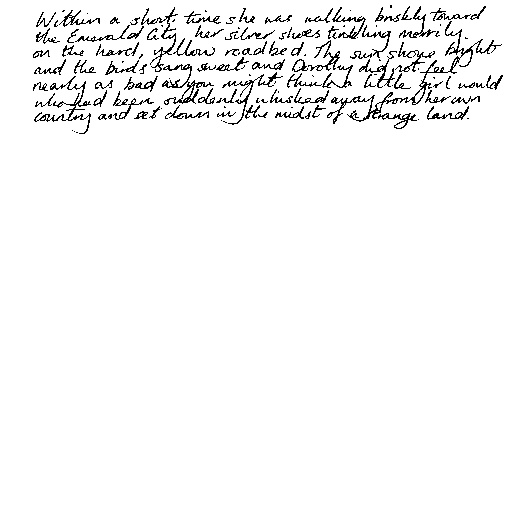 Within a short time she was walking briskly toward
the Emerald City, her silver shoes tinkling merrily
on the hard, yellow roadbed. The sun shone bright
and the birds sang sweet and Dorothy did not feel
nearly as bad as you might think a little girl would
who had been suddenly whisked away from her own
country and set down in the midst of a strange land.